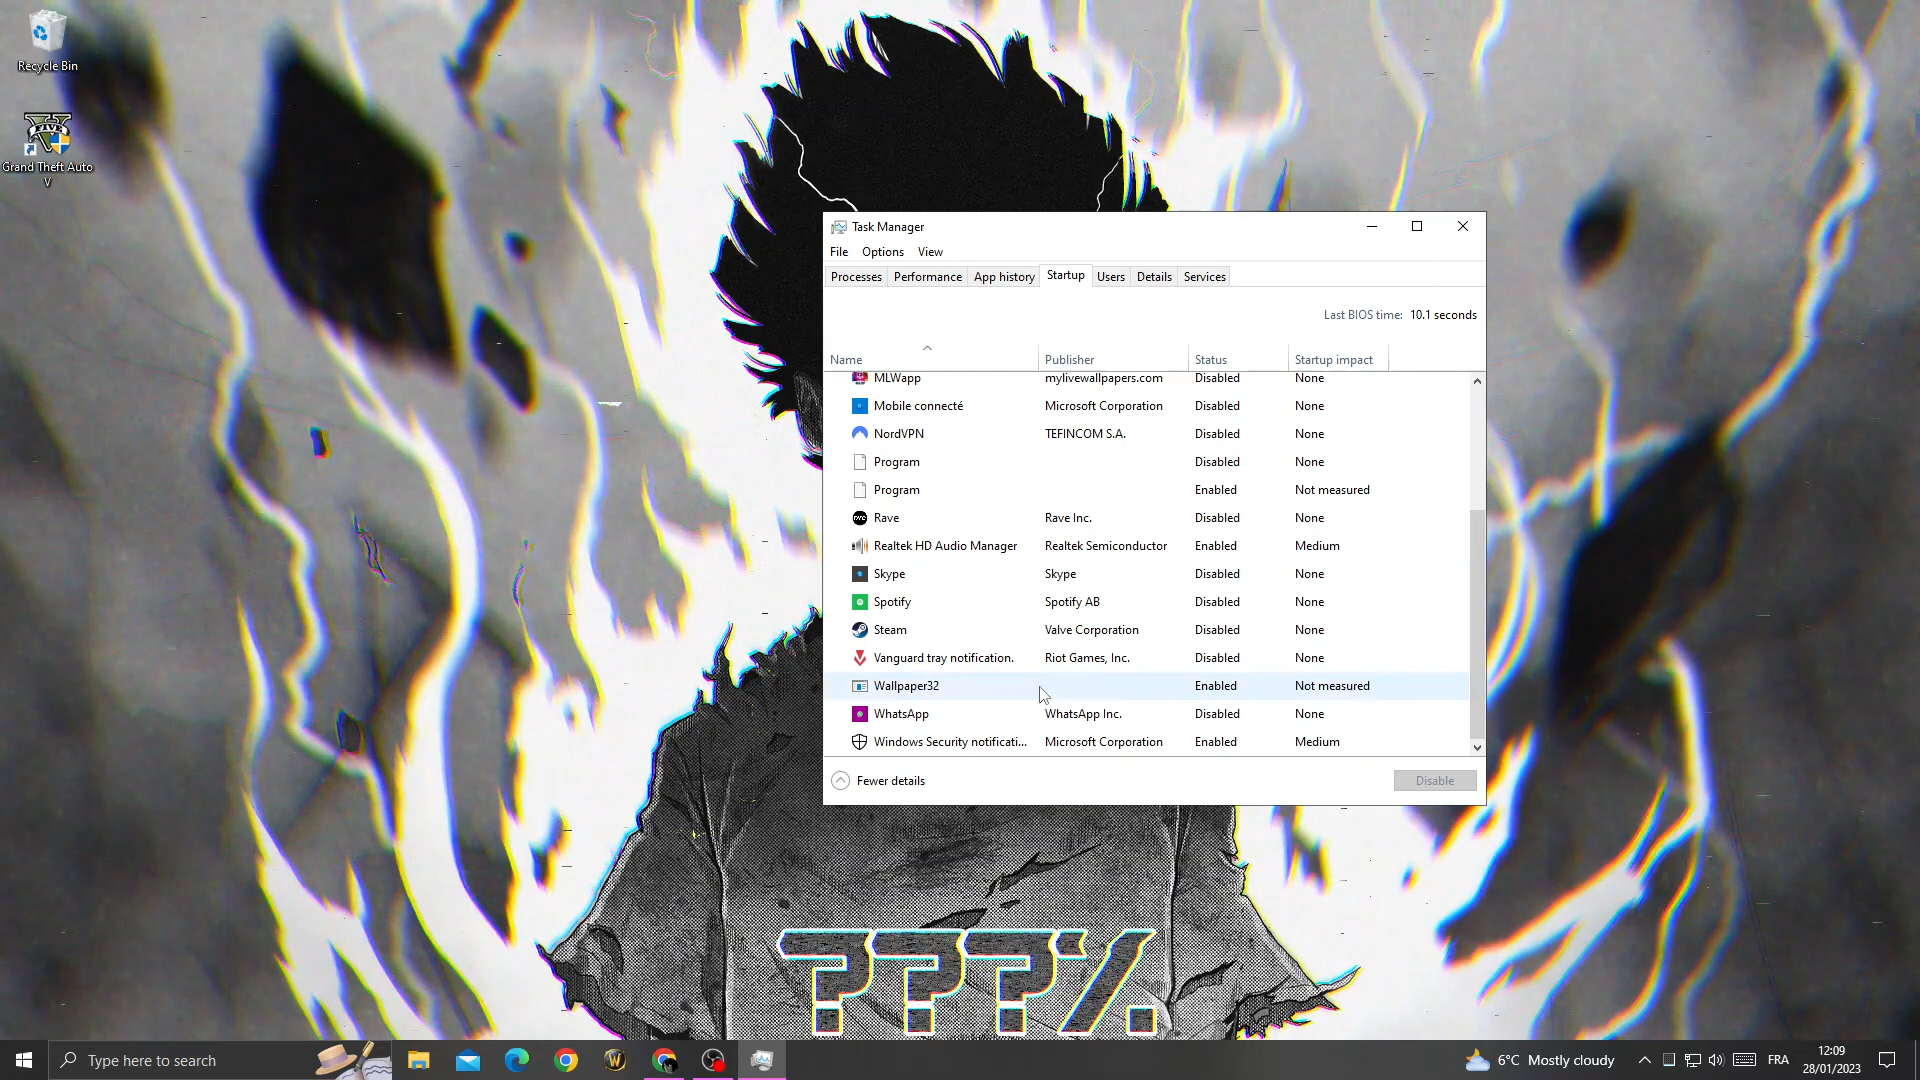 Recycle Bin
Grand Theft Auto
V
Task Manager
File Options View
Processes Performance App history Startup Users Details Services
Last BIOS time: 10.1 seconds
Name Publisher Status Startup impact
MLWapp mylivewallpapers.com Disabled None
Mobile connecté Microsoft Corporation Disabled None
NordVPN TEFINCOM S.A. Disabled None
Program Disabled None
Program Enabled Not measured
Rave Rave Inc. Disabled None
Realtek HD Audio Manager Realtek Semiconductor Enabled Medium
Skype Skype Disabled None
Spotify Spotify AB Disabled None
Steam Valve Corporation Disabled None
Vanguard tray notification. Riot Games, Inc. Disabled None
Wallpaper32 Enabled Not measured
WhatsApp WhatsApp Inc. Disabled None
Windows Security notificati... Microsoft Corporation Enabled Medium
Fewer details Disable
???%
Type here to search
6°C Mostly cloudy FRA 12:09
28/01/2023